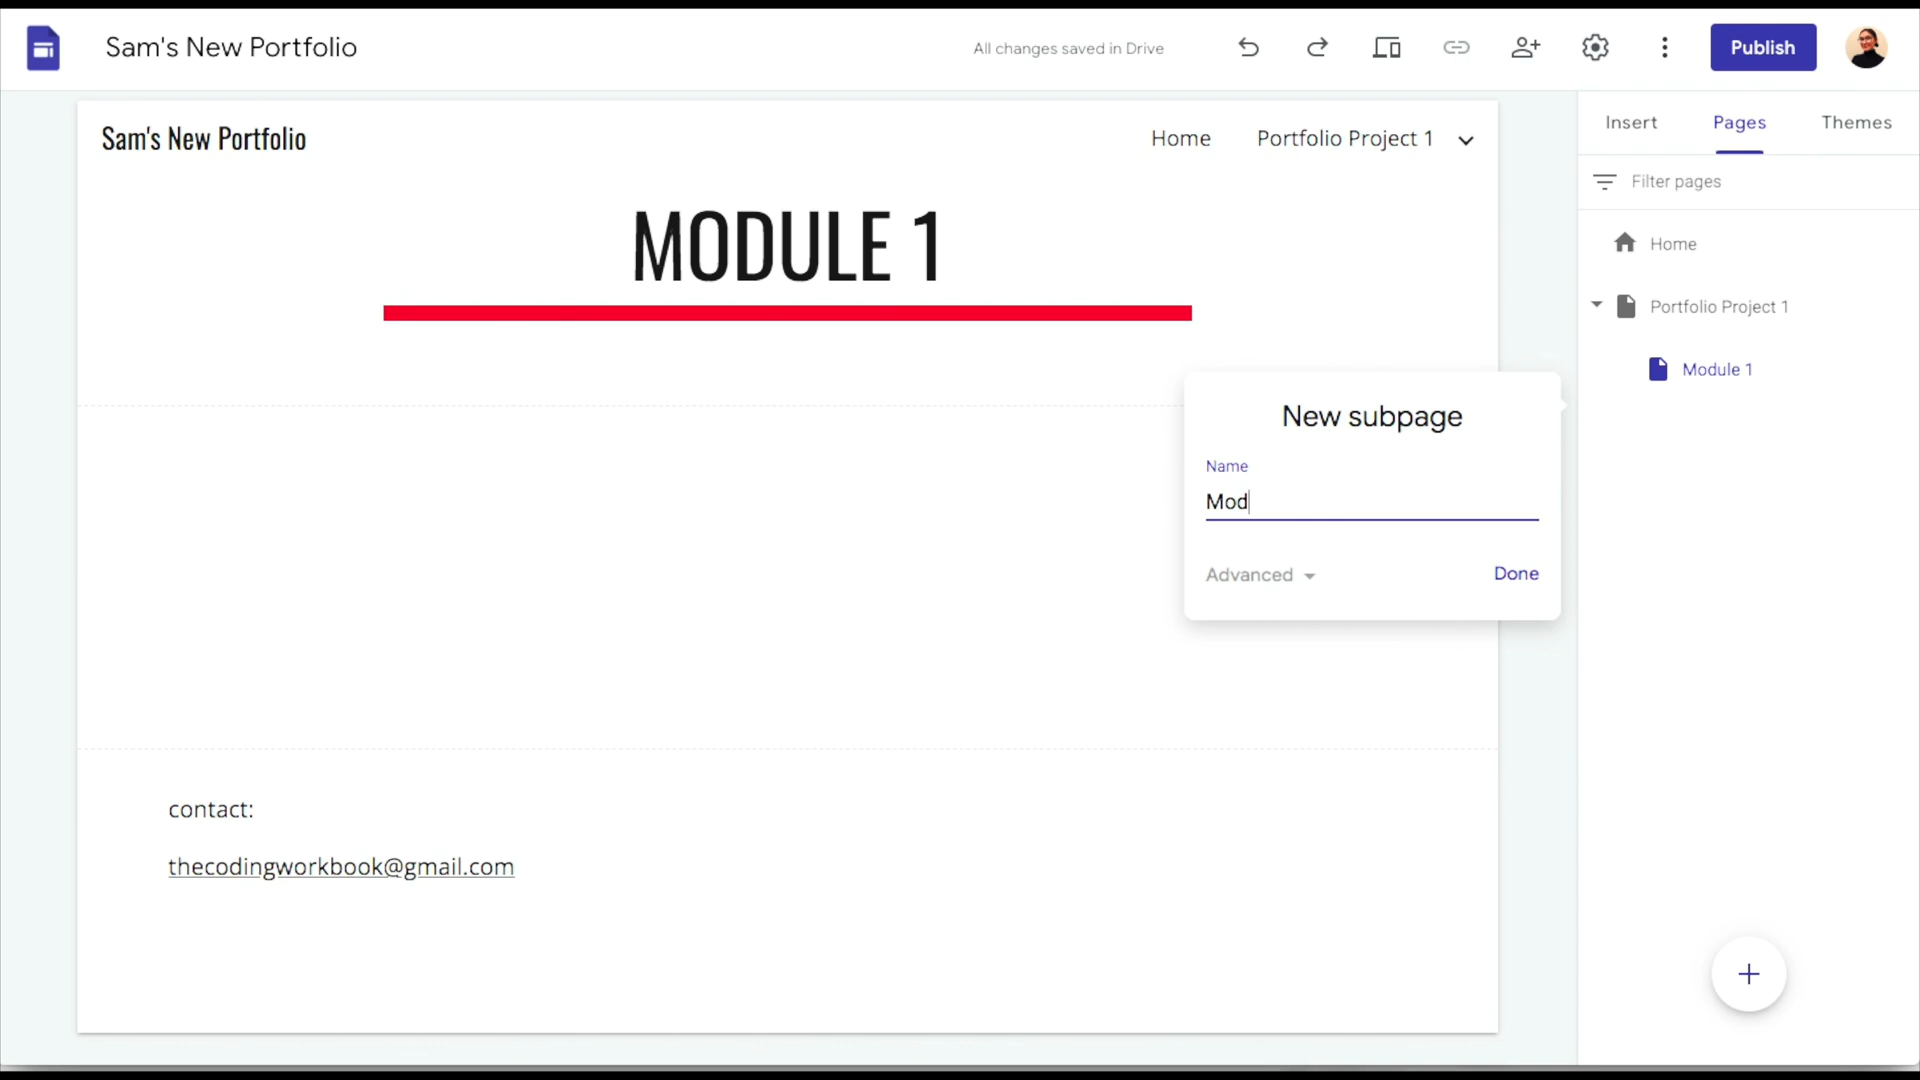 Sam's New Portfolio
All changes saved in Drive
Publish
Sam's New Portfolio
Home
Portfolio Project 1
MODULE 1
Insert
Pages
Themes
Filter pages
Home
Portfolio Project 1
Module 1
New subpage
Name
Mod
Advanced
Done
contact:
thecodingworkbook@gmail.com